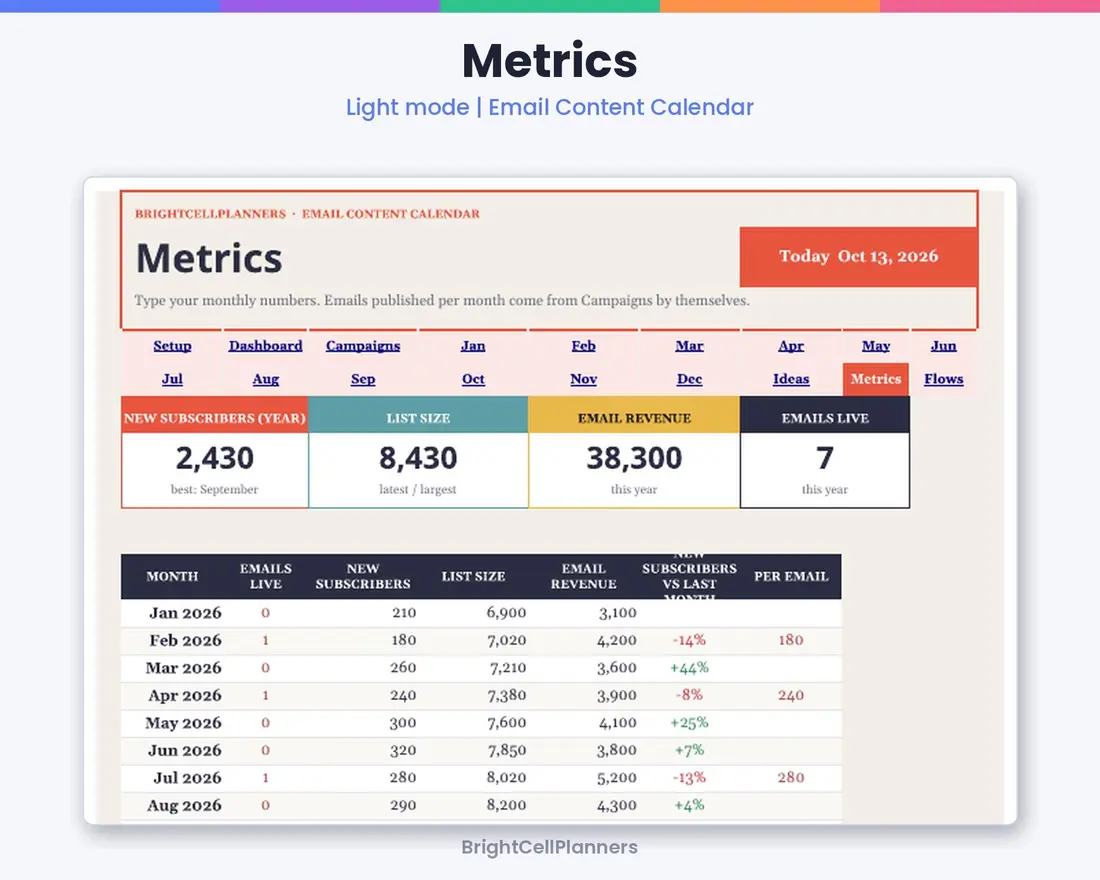 Metrics
Light mode | Email Content Calendar
BRIGHTCELLPLANNERS · EMAIL CONTENT CALENDAR
Metrics
Today Oct 13, 2026
Type your monthly numbers. Emails published per month come from Campaigns by themselves.
Setup Dashboard Campaigns Jan Feb Mar Apr May Jun
Jul Aug Sep Oct Nov Dec Ideas Metrics Flows
NEW SUBSCRIBERS (YEAR) LIST SIZE EMAIL REVENUE EMAILS LIVE
2,430 8,430 38,300 7
best: September latest / largest this year this year
MONTH EMAILS LIVE NEW SUBSCRIBERS LIST SIZE EMAIL REVENUE NEW SUBSCRIBERS VS LAST MONTH PER EMAIL
Jan 2026 0 210 6,900 3,100
Feb 2026 1 180 7,020 4,200 -14% 180
Mar 2026 0 260 7,210 3,600 +44%
Apr 2026 1 240 7,380 3,900 -8% 240
May 2026 0 300 7,600 4,100 +25%
Jun 2026 0 320 7,850 3,800 +7%
Jul 2026 1 280 8,020 5,200 -13% 280
Aug 2026 0 290 8,200 4,300 +4%
BrightCellPlanners